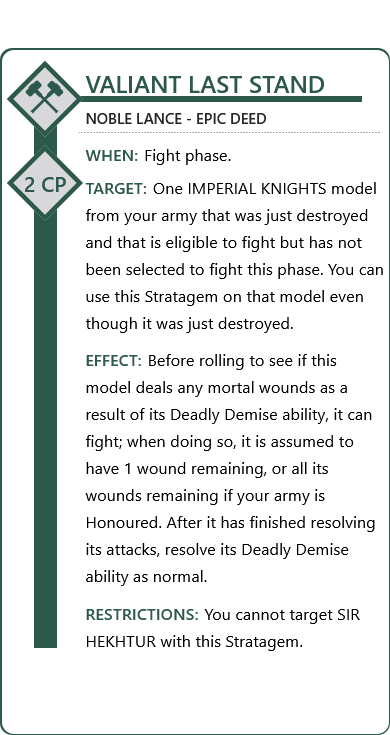 VALIANT LAST STAND
NOBLE LANCE - EPIC DEED
WHEN: Fight phase.
2 CP
TARGET: One IMPERIAL KNIGHTS model
from your army that was just destroyed
and that is eligible to fight but has not
been selected to fight this phase. You can
use this Stratagem on that model even
though it was just destroyed.
EFFECT: Before rolling to see if this
model deals any mortal wounds as a
result of its Deadly Demise ability, it can
fight; when doing so, it is assumed to
have 1 wound remaining, or all its
wounds remaining if your army is
Honoured. After it has finished resolving
its attacks, resolve its Deadly Demise
ability as normal.
RESTRICTIONS: You cannot target SIR
HEKHTUR with this Stratagem.